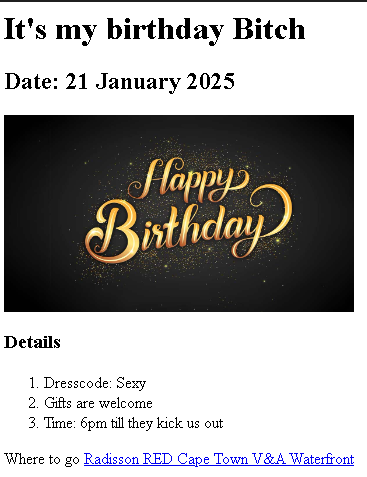 It's my birthday Bitch
Date: 21 January 2025
Happy
Birthday
Details
1. Dresscode: Sexy
2. Gifts are welcome
3. Time: 6pm till they kick us out
Where to go Radisson RED Cape Town V&A Waterfront